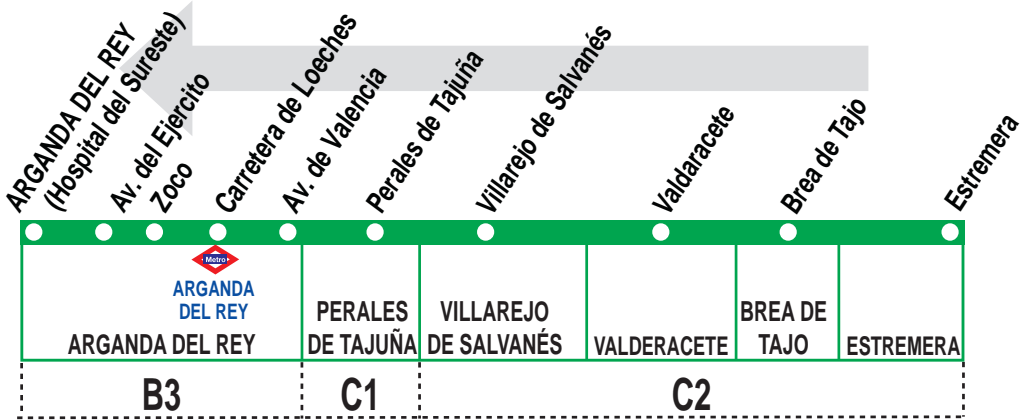 ARGANDA DEL REY
(Hospital del Sureste)
Av. del Ejercito
Zoco
Carretera de Loeches
Av. de Valencia
Perales de Tajuña
Villarejo de Salvanés
Valdaracete
Brea de Tajo
Estremera
Metro
ARGANDA
DEL REY
ARGANDA DEL REY
PERALES
DE TAJUÑA
VILLAREJO
DE SALVANÉS
VALDERACETE
BREA DE
TAJO
ESTREMERA
B3
C1
C2